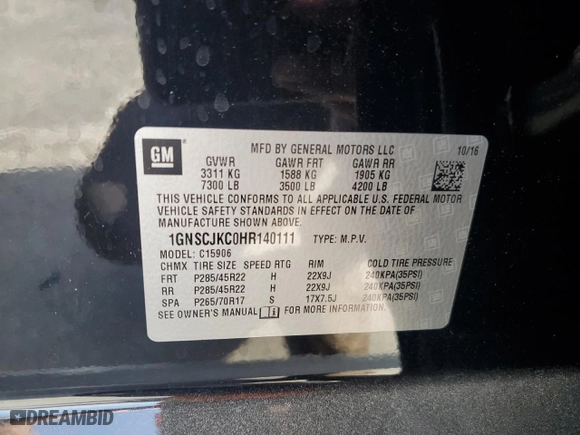 GM
MFD BY GENERAL MOTORS LLC 10/16
GVWR GAWR FRT GAWR RR
3311 KG 1588 KG 1905 KG
7300 LB 3500 LB 4200 LB
THIS VEHICLE CONFORMS TO ALL APPLICABLE U.S. FEDERAL MOTOR
VEHICLE SAFETY STANDARDS IN EFFECT ON THE DATE OF
MANUFACTURE SHOWN ABOVE.
1GNSCJKC0HR140111 TYPE: M.P.V.
MODEL: C15906
CHMX TIRE SIZE SPEED RTG RIM COLD TIRE PRESSURE
FRT P285/45R22 H 22X9J 240KPA(35PSI)
RR P285/45R22 H 22X9J 240KPA(35PSI)
SPA P265/70R17 S 17X7.5J 240KPA(35PSI)
SEE OWNER'S MANUAL FOR MORE INFORMATION.
DREAMBID